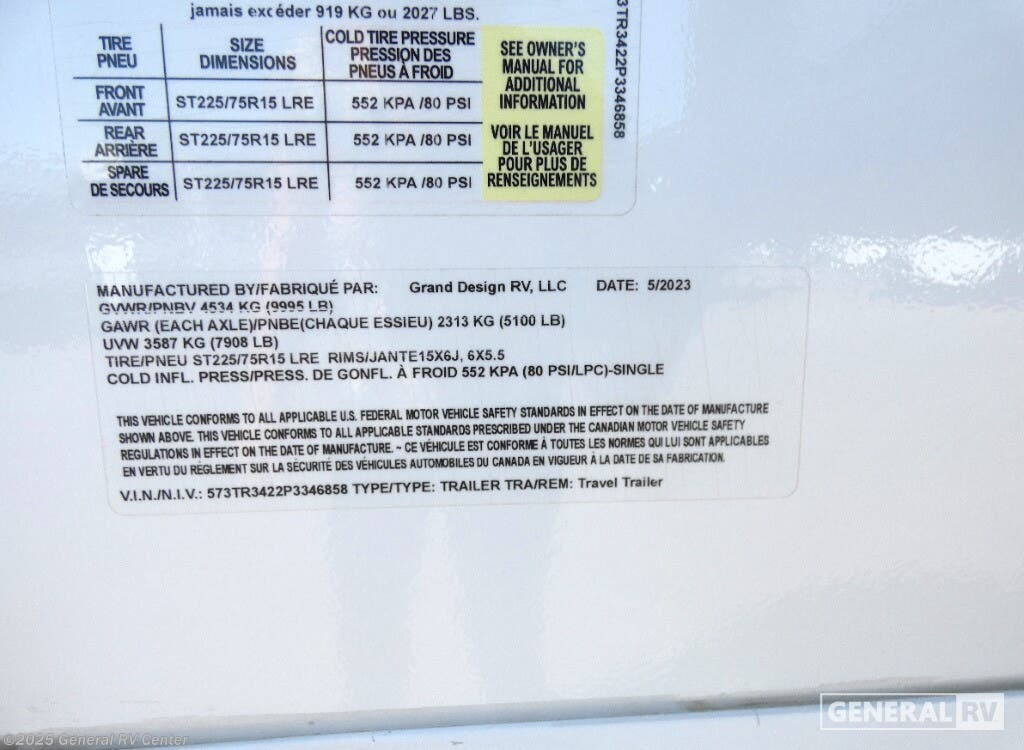 jamais excéder 919 KG ou 2027 LBS.
TIRE PNEU SIZE DIMENSIONS COLD TIRE PRESSURE PRESSION DES PNEUS À FROID
FRONT AVANT ST225/75R15 LRE 552 KPA /80 PSI
REAR ARRIÈRE ST225/75R15 LRE 552 KPA /80 PSI
SPARE DE SECOURS ST225/75R15 LRE 552 KPA /80 PSI
SEE OWNER'S
MANUAL FOR
ADDITIONAL
INFORMATION
VOIR LE MANUEL
DE L'USAGER
POUR PLUS DE
RENSEIGNEMENTS
3TR3422P3346858
MANUFACTURED BY/FABRIQUÉ PAR: Grand Design RV, LLC DATE: 5/2023
GVWR/PNBV 4534 KG (9995 LB)
GAWR (EACH AXLE)/PNBE(CHAQUE ESSIEU) 2313 KG (5100 LB)
UVW 3587 KG (7908 LB)
TIRE/PNEU ST225/75R15 LRE RIMS/JANTE15X6J, 6X5.5
COLD INFL. PRESS/PRESS. DE GONFL. À FROID 552 KPA (80 PSI/LPC)-SINGLE
THIS VEHICLE CONFORMS TO ALL APPLICABLE U.S. FEDERAL MOTOR VEHICLE SAFETY STANDARDS IN EFFECT ON THE DATE OF MANUFACTURE
SHOWN ABOVE. THIS VEHICLE CONFORMS TO ALL APPLICABLE STANDARDS PRESCRIBED UNDER THE CANADIAN MOTOR VEHICLE SAFETY
REGULATIONS IN EFFECT ON THE DATE OF MANUFACTURE. ~ CE VÉHICULE EST CONFORME À TOUTES LES NORMES QUI LUI SONT APPLICABLES
EN VERTU DU RÈGLEMENT SUR LA SÉCURITÉ DES VÉHICULES AUTOMOBILES DU CANADA EN VIGUEUR À LA DATE DE SA FABRICATION.
V.I.N./N.I.V.: 573TR3422P3346858 TYPE/TYPE: TRAILER TRA/REM: Travel Trailer
GENERAL RV
©2025 General RV Center